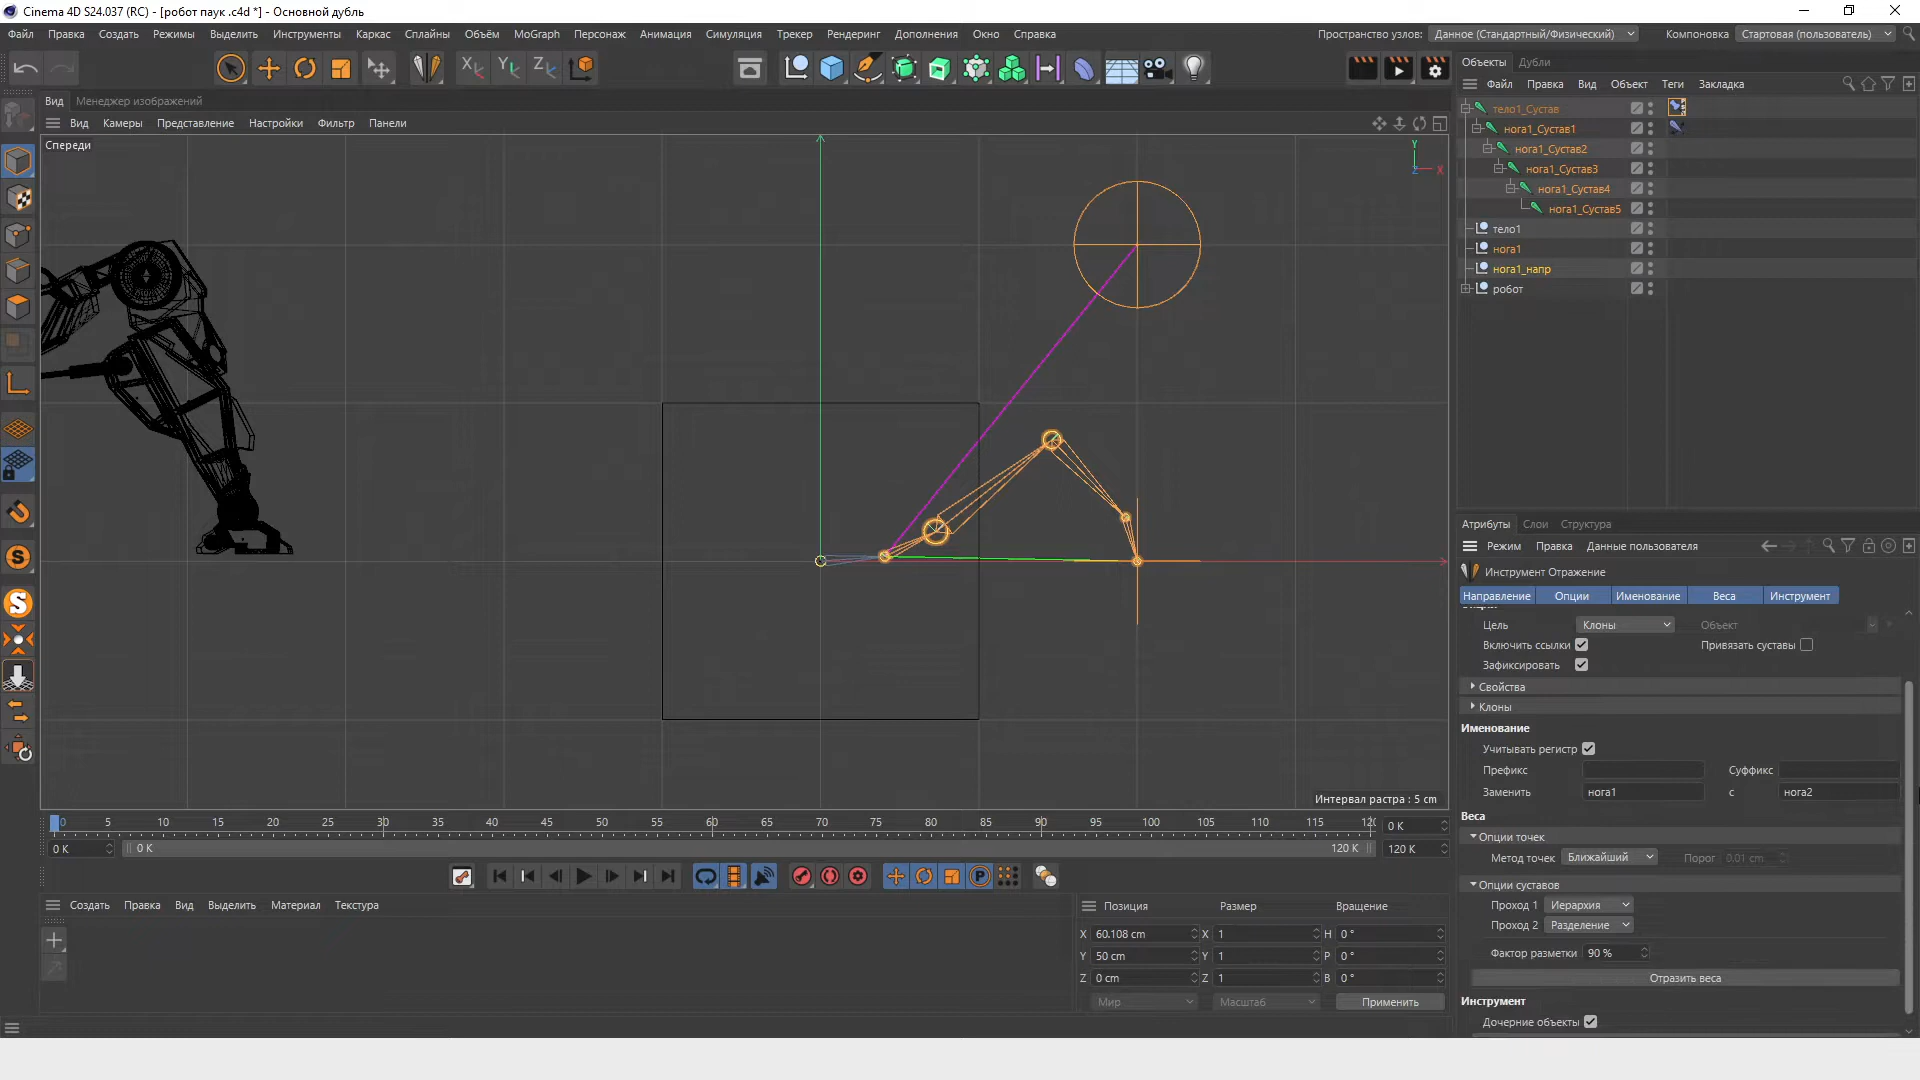 Cinema 4D S24.037 (RC) - [робот паук .c4d *] - Основной дубль
Файл Правка Создать Режимы Выделить Инструменты Каркас Сплайны Объём MoGraph Персонаж Анимация Симуляция Трекер Рендеринг Дополнения Окно Справка Пространство узлов: Данное (Стандартный/Физический) Компоновка Стартовая (пользователь)
Объекты Дубли
Файл Правка Вид Объект Теги Закладка
Вид Менеджер изображений
Вид Камеры Представление Настройки Фильтр Панели
Спереди
Y
X
Z
тело1_Сустав
нога1_Сустав1
нога1_Сустав2
нога1_Сустав3
нога1_Сустав4
нога1_Сустав5
тело1
нога1
нога1_напр
робот
Атрибуты Слои Структура
Режим Правка Данные пользователя
Инструмент Отражение
Направление Опции Именование Веса Инструмент
Цель Клоны Объект
Включить ссылки Привязать суставы
Зафиксировать
Свойства
Клоны
Именование
Учитывать регистр
Префикс Суффикс
Заменить нога1 с нога2
Веса
Опции точек
Метод точек Ближайший Порог 0.01 cm
Опции суставов
Проход 1 Иерархия
Проход 2 Разделение
Фактор разметки 90 %
Отразить веса
Инструмент
Дочерние объекты
Интервал растра : 5 cm
0 5 10 15 20 25 30 35 40 45 50 55 60 65 70 75 80 85 90 95 100 105 110 115 0 K
0 K 0 K 120 K 120 K
Создать Правка Вид Выделить Материал Текстура
Позиция Размер Вращение
X 60.108 cm X 1 H 0 °
Y 50 cm Y 1 P 0 °
Z 0 cm Z 1 B 0 °
Мир Масштаб Применить